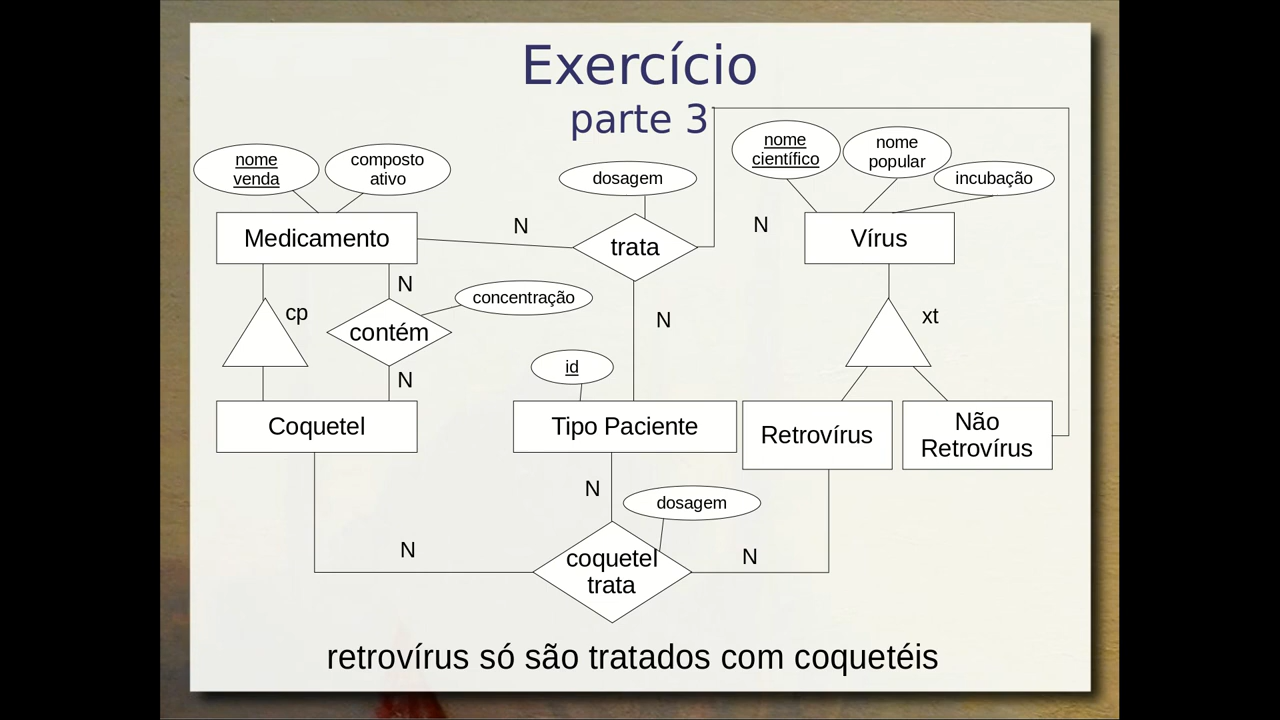 Exercício
parte 3
nome
venda
composto
ativo
dosagem
nome
científico
nome
popular
incubação
Medicamento
N
trata
N
Vírus
cp
N
contém
concentração
N
N
xt
id
Coquetel
Tipo Paciente
Retrovírus
Não
Retrovírus
N
dosagem
N
coquetel
trata
N
retrovírus só são tratados com coquetéis